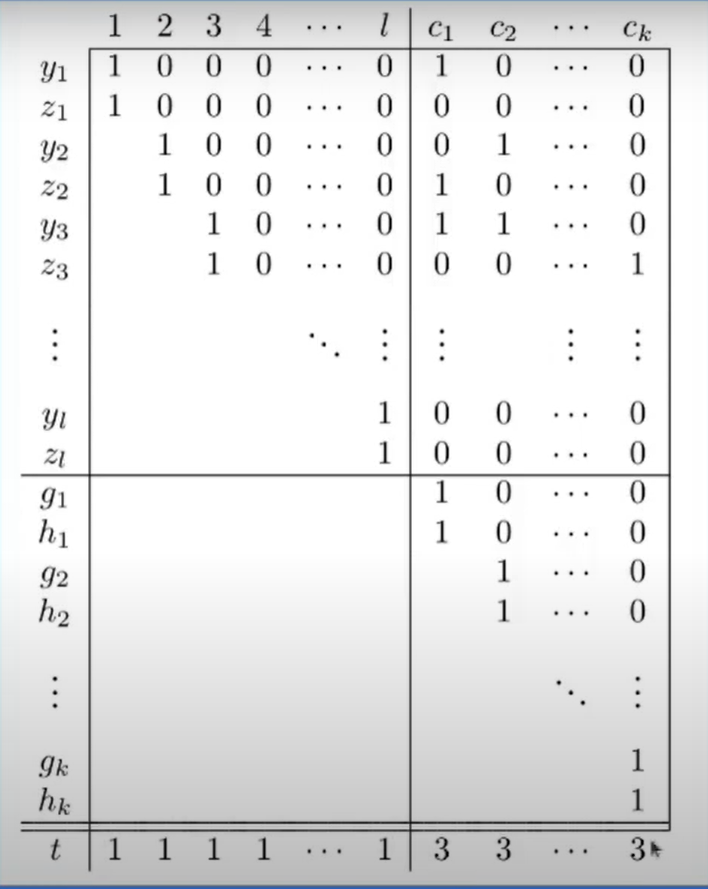 1 2 3 4 ⋯ l c₁ c₂ ⋯ cₖ
y₁ 1 0 0 0 ⋯ 0 1 0 ⋯ 0
z₁ 1 0 0 0 ⋯ 0 0 0 ⋯ 0
y₂ 1 0 0 ⋯ 0 0 1 ⋯ 0
z₂ 1 0 0 ⋯ 0 1 0 ⋯ 0
y₃ 1 0 ⋯ 0 1 1 ⋯ 0
z₃ 1 0 ⋯ 0 0 0 ⋯ 1
⋮ ⋱ ⋮ ⋮ ⋮ ⋮
yₗ 1 0 0 ⋯ 0
zₗ 1 0 0 ⋯ 0
g₁ 1 0 ⋯ 0
h₁ 1 0 ⋯ 0
g₂ 1 ⋯ 0
h₂ 1 ⋯ 0
⋮ ⋱ ⋮
gₖ 1
hₖ 1
t 1 1 1 1 ⋯ 1 3 3 ⋯ 3